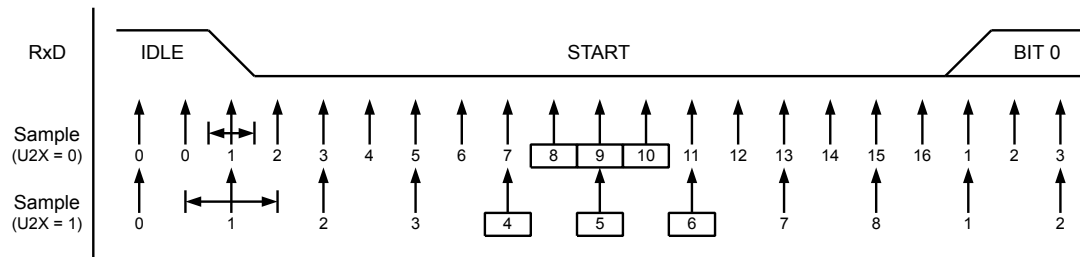 RxD IDLE START BIT 0
Sample
(U2X = 0) 0 0 1 2 3 4 5 6 7 8 9 10 11 12 13 14 15 16 1 2 3
Sample
(U2X = 1) 0 1 2 3 4 5 6 7 8 1 2